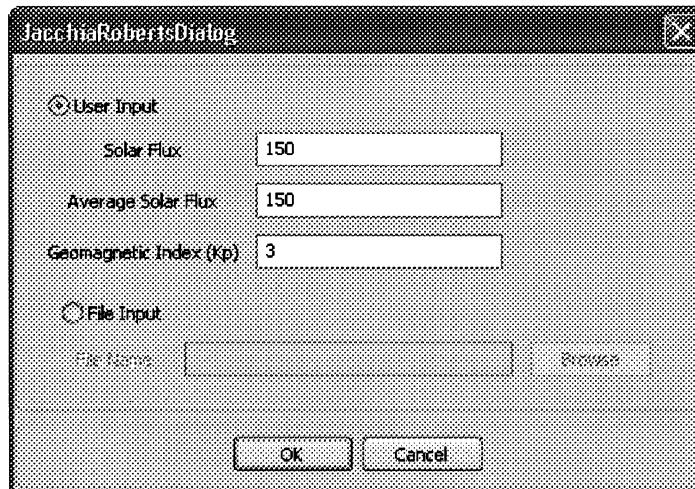 JacchiaRobertsDialog
User Input
Solar Flux 150
Average Solar Flux 150
Geomagnetic Index (Kp) 3
File Input
File Name Browse
OK Cancel